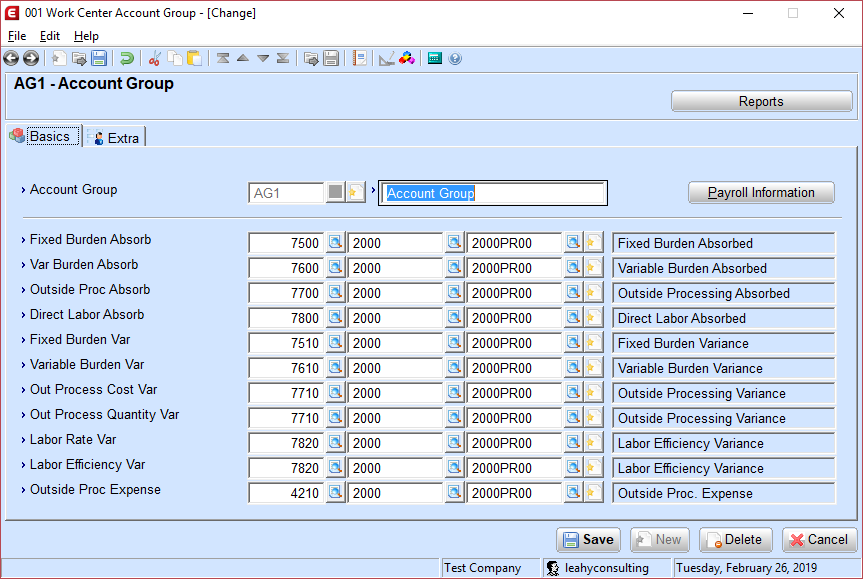 001 Work Center Account Group - [Change]
File Edit Help
AG1 - Account Group
Reports
Basics Extra
Account Group AG1 Account Group Payroll Information
Fixed Burden Absorb 7500 2000 2000PR00 Fixed Burden Absorbed
Var Burden Absorb 7600 2000 2000PR00 Variable Burden Absorbed
Outside Proc Absorb 7700 2000 2000PR00 Outside Processing Absorbed
Direct Labor Absorb 7800 2000 2000PR00 Direct Labor Absorbed
Fixed Burden Var 7510 2000 2000PR00 Fixed Burden Variance
Variable Burden Var 7610 2000 2000PR00 Variable Burden Variance
Out Process Cost Var 7710 2000 2000PR00 Outside Processing Variance
Out Process Quantity Var 7710 2000 2000PR00 Outside Processing Variance
Labor Rate Var 7820 2000 2000PR00 Labor Efficiency Variance
Labor Efficiency Var 7820 2000 2000PR00 Labor Efficiency Variance
Outside Proc Expense 4210 2000 2000PR00 Outside Proc. Expense
Save New Delete Cancel
Test Company leahyconsulting Tuesday, February 26, 2019